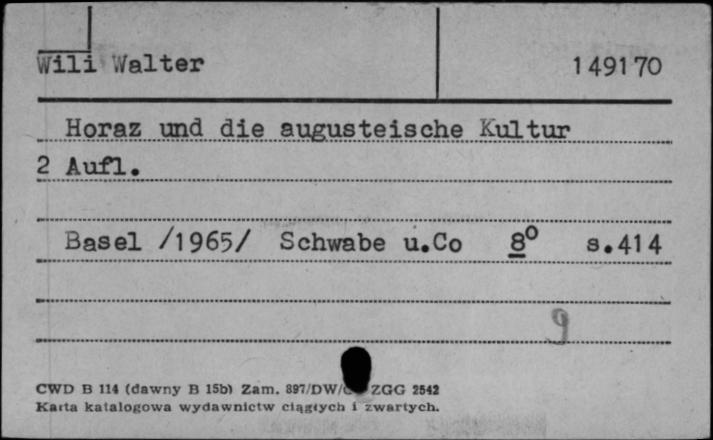 Wili Walter 149170
Horaz und die augusteische Kultur
2 Aufl.
Basel /1965/ Schwabe u.Co 8° s.414
9
CWD B 114 (dawny B 15b) Zam. 897/DW/ ZGG 2542
Karta katalogowa wydawnictw ciągłych i zwartych.